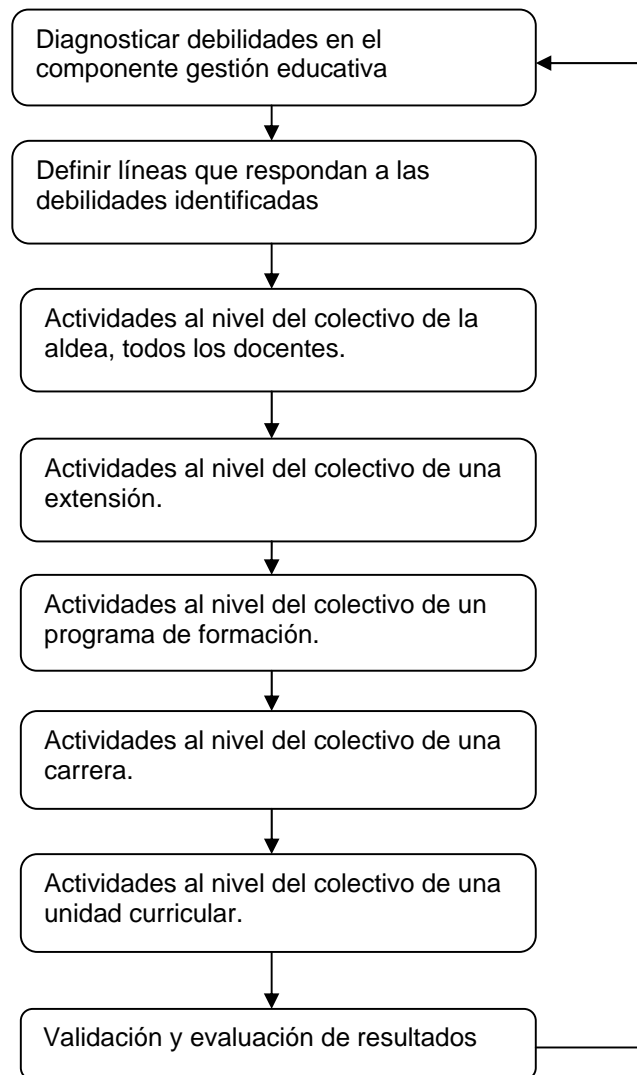 Diagnosticar debilidades en el
componente gestión educativa
Definir líneas que respondan a las
debilidades identificadas
Actividades al nivel del colectivo de la
aldea, todos los docentes.
Actividades al nivel del colectivo de una
extensión.
Actividades al nivel del colectivo de un
programa de formación.
Actividades al nivel del colectivo de una
carrera.
Actividades al nivel del colectivo de una
unidad curricular.
Validación y evaluación de resultados